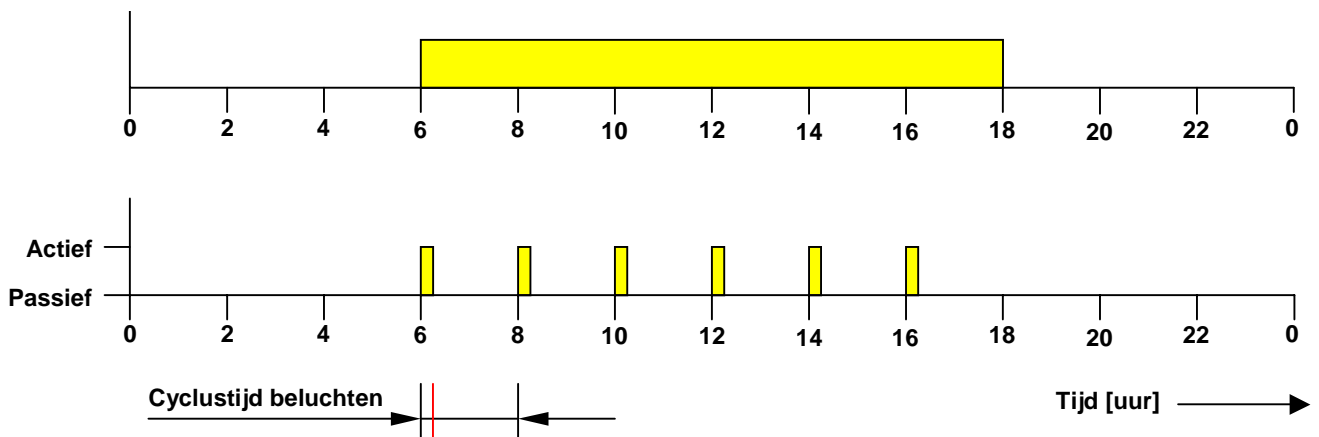 0 2 4 6 8 10 12 14 16 18 20 22 0
Actief
Passief
0 2 4 6 8 10 12 14 16 18 20 22 0
Cyclustijd beluchten
Tijd [uur]